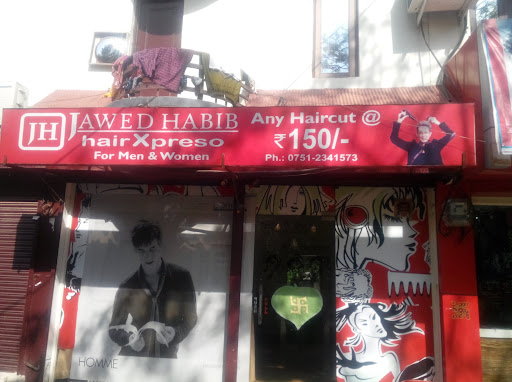 JH
JAWED HABIB
hairXpreso
For Men & Women
Any Haircut @
₹150/-
Ph.: 0751-2341573
HOMME